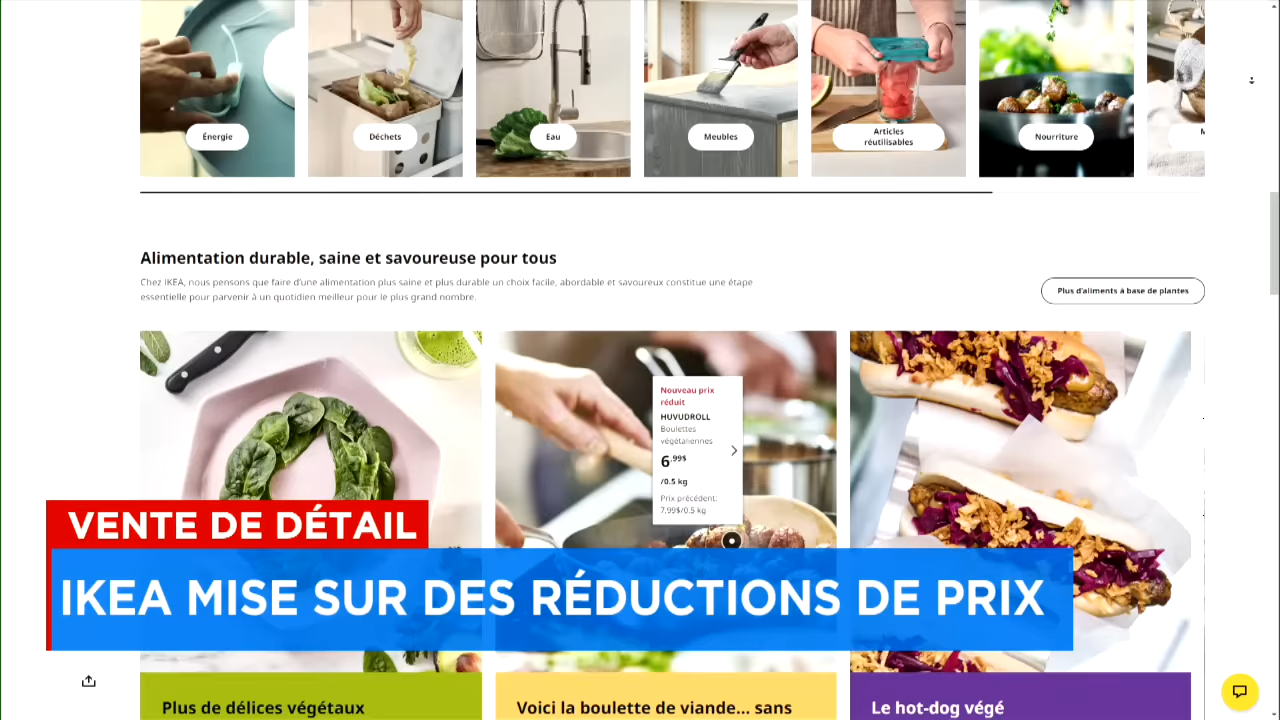 Énergie
Déchets
Eau
Meubles
Articles
réutilisables
Nourriture
Alimentation durable, saine et savoureuse pour tous
Chez IKEA, nous pensons que faire d'une alimentation plus saine et plus durable un choix facile, abordable et savoureux constitue une étape
essentielle pour parvenir à un quotidien meilleur pour le plus grand nombre.
Plus d'aliments à base de plantes
Nouveau prix
réduit
HUVUDROLL
Boulettes
végétaliennes
6,99$
/0.5 kg
Prix précédent:
7,99$/0.5 kg
VENTE DE DÉTAIL
IKEA MISE SUR DES RÉDUCTIONS DE PRIX
Plus de délices végétaux
Voici la boulette de viande... sans
Le hot-dog végé